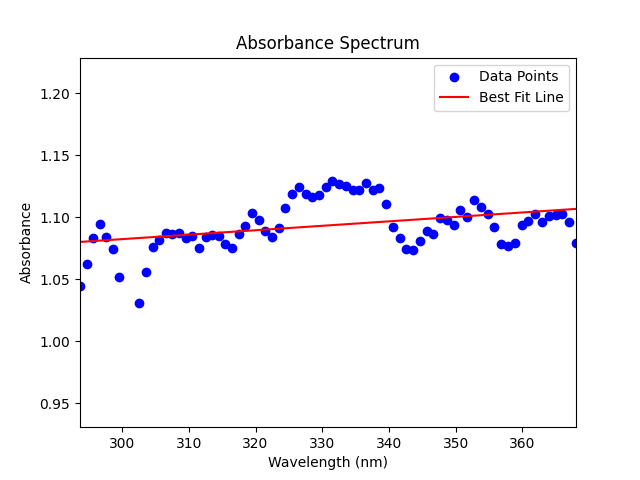 Absorbance Spectrum
Data Points
Best Fit Line
1.20
1.15
1.10
1.05
1.00
0.95
Absorbance
300 310 320 330 340 350 360
Wavelength (nm)